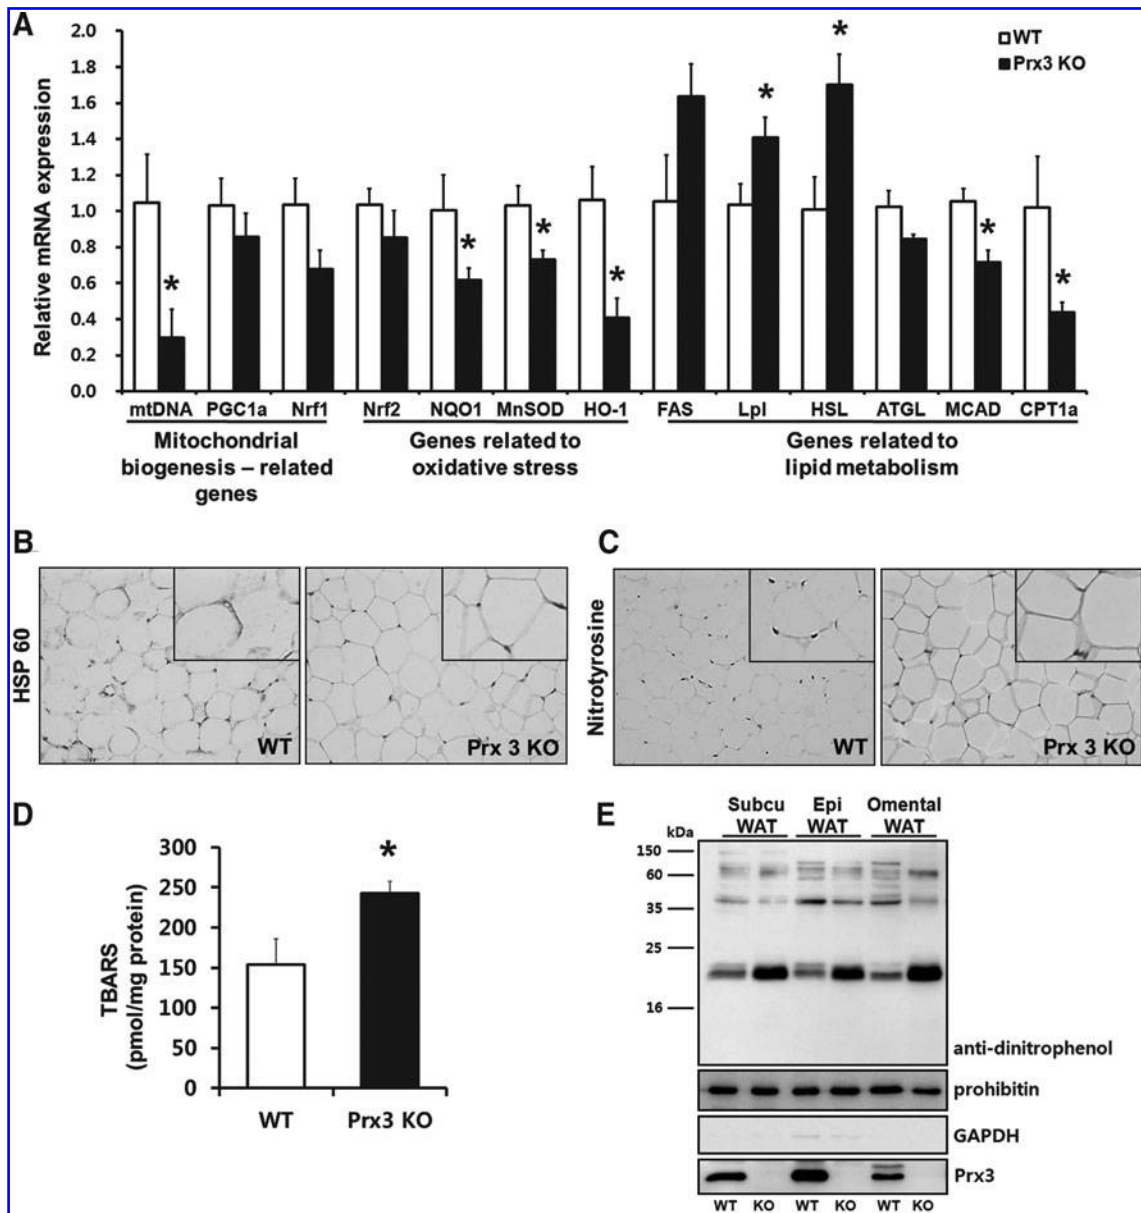 A
Relative mRNA expression
2.0
1.8
1.6
1.4
1.2
1.0
0.8
0.6
0.4
0.2
0.0
* * * * * * * *
WT
Prx3 KO
mtDNA PGC1a Nrf1 Nrf2 NQO1 MnSOD HO-1 FAS Lpl HSL ATGL MCAD CPT1a
Mitochondrial
biogenesis – related
genes
Genes related to
oxidative stress
Genes related to
lipid metabolism
B
HSP 60
WT
Prx 3 KO
C
Nitrotyrosine
WT
Prx 3 KO
D
TBARS
(pmol/mg protein)
300
250
200
150
100
50
0
*
WT Prx3 KO
E
Subcu Epi Omental
WAT WAT WAT
kDa
150
60
35
25
16
anti-dinitrophenol
prohibitin
GAPDH
Prx3
WT KO WT KO WT KO